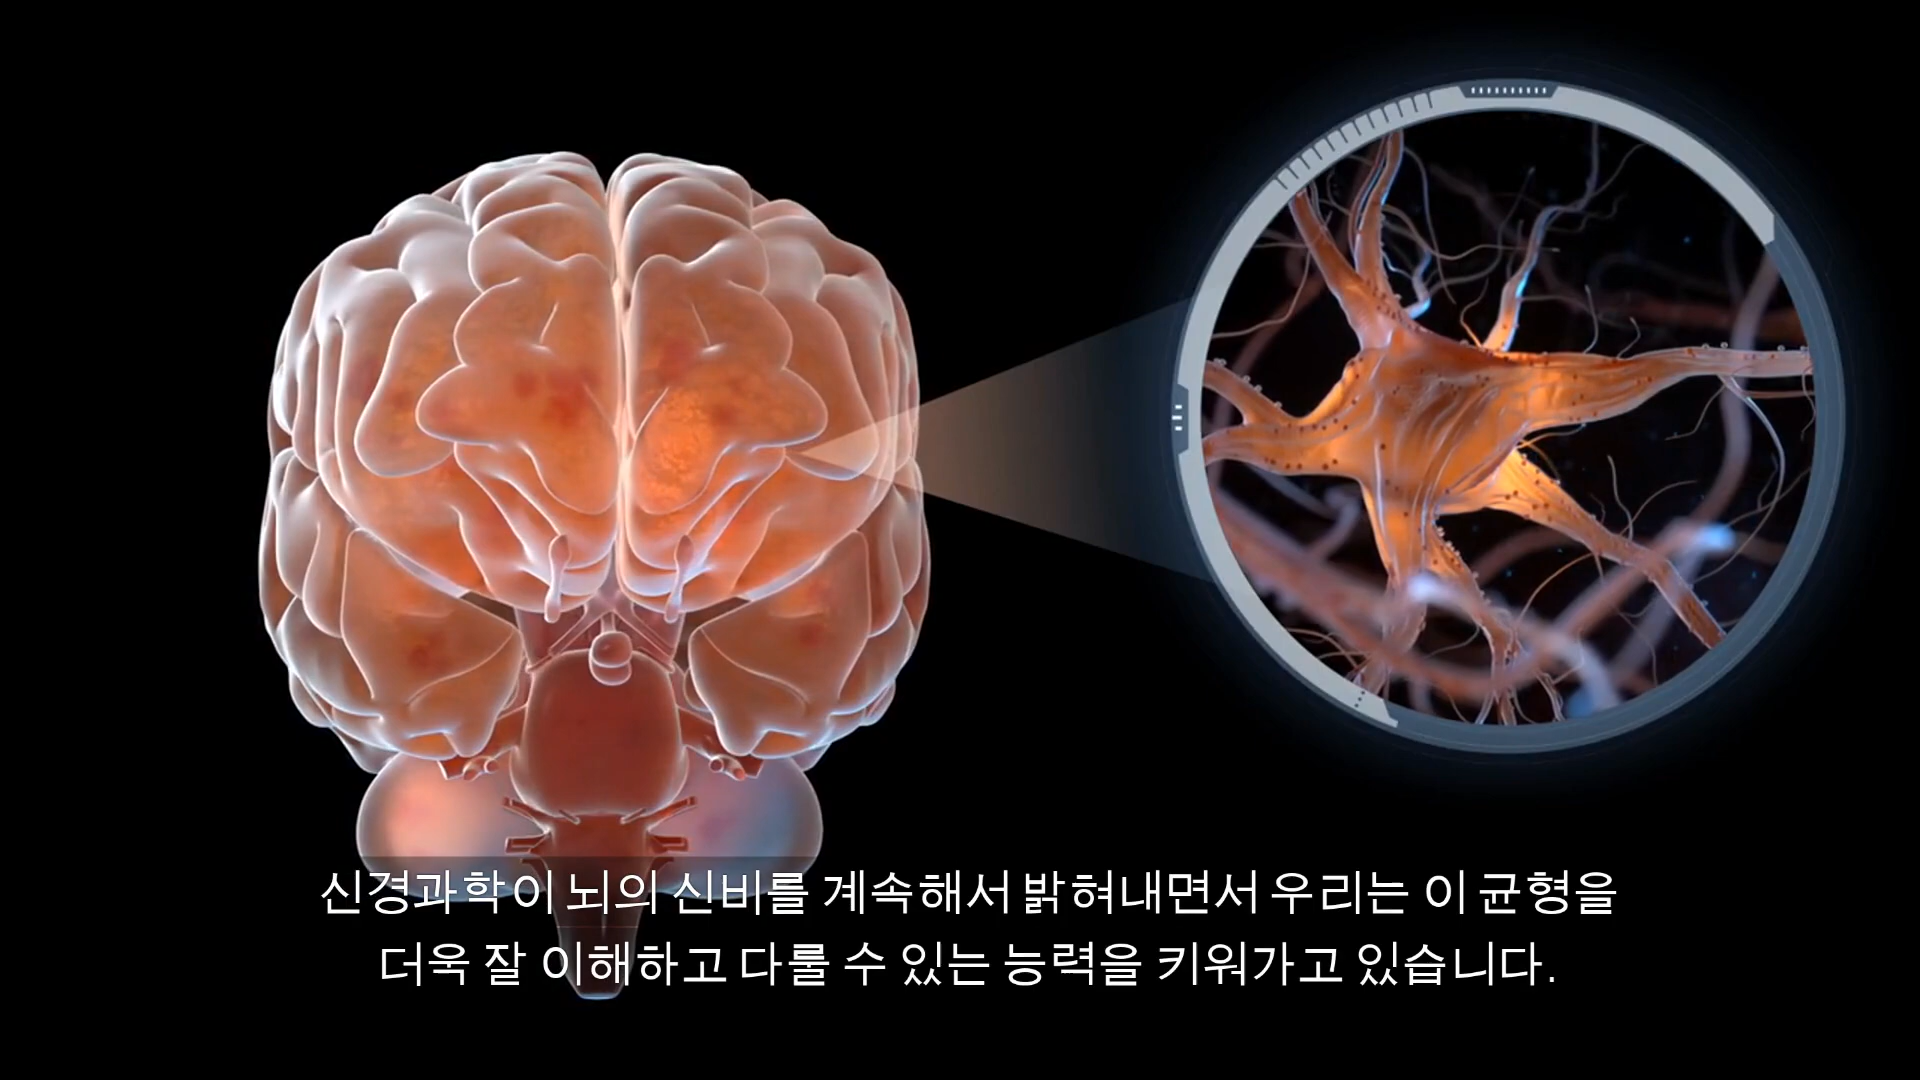 신경과학이 뇌의 신비를 계속해서 밝혀내면서 우리는 이 균형을
더욱 잘 이해하고 다룰 수 있는 능력을 키워가고 있습니다.